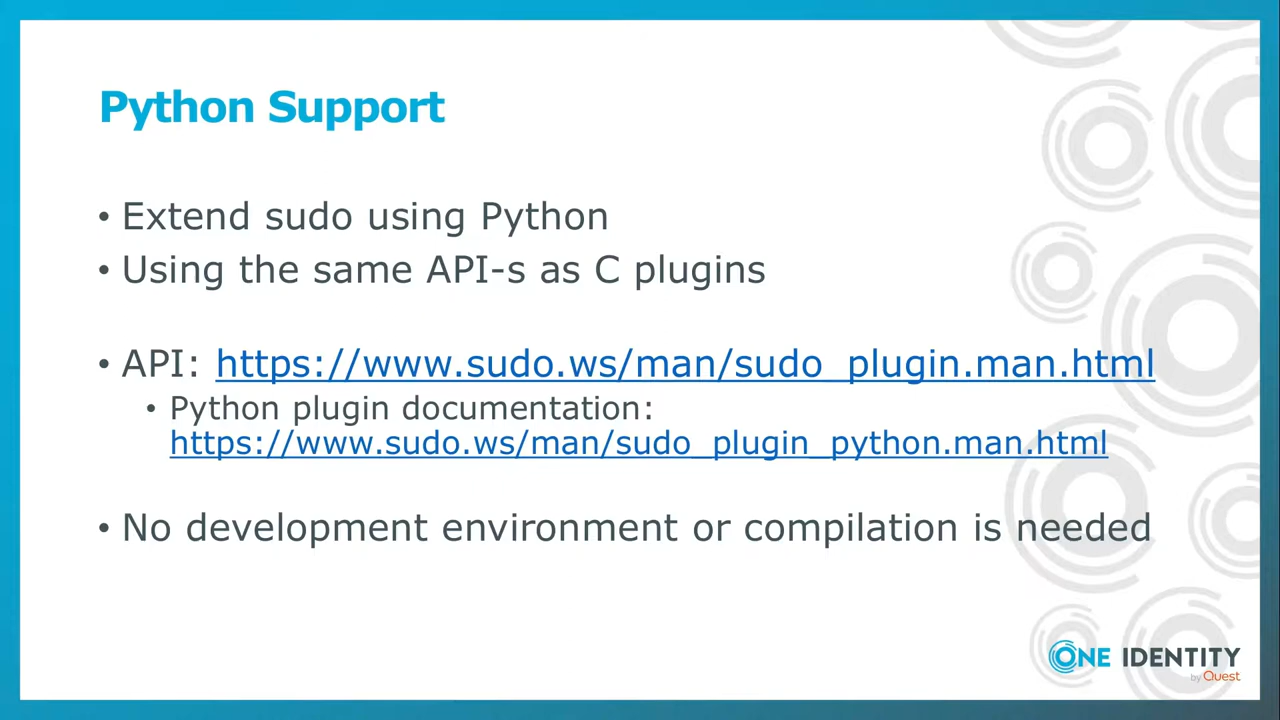 Python Support
• Extend sudo using Python
• Using the same API-s as C plugins
• API: https://www.sudo.ws/man/sudo_plugin.man.html
• Python plugin documentation:
https://www.sudo.ws/man/sudo_plugin_python.man.html
• No development environment or compilation is needed
ONE IDENTITY
by Quest